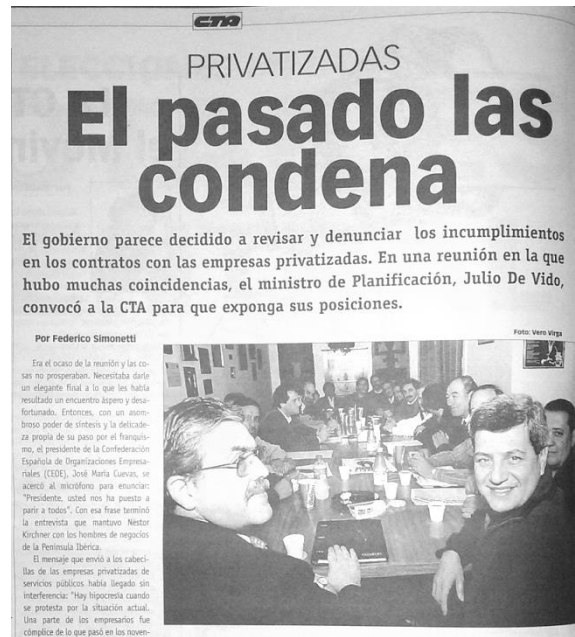 CTA
PRIVATIZADAS
El pasado las
condena
El gobierno parece decidido a revisar y denunciar los incumplimientos
en los contratos con las empresas privatizadas. En una reunión en la que
hubo muchas coincidencias, el ministro de Planificación, Julio De Vido,
convocó a la CTA para que exponga sus posiciones.
Por Federico Simonetti
Foto: Vero Virga
Era el ocaso de la reunión y las co-
sas no prosperaban. Necesitaba darle
un elegante final a lo que les había
resultado un encuentro áspero y desa-
fortunado. Entonces, con un asom-
broso poder de síntesis y la delicade-
za propia de su paso por el franquis-
mo, el presidente de la Confederación
Española de Organizaciones Empresa-
riales (CEOE), José María Cuevas, se
acercó al micrófono para enunciar:
"Presidente, usted nos ha puesto a
parir a todos". Con esa frase terminó
la entrevista que mantuvo Néstor
Kirchner con los hombres de negocios
de la Península Ibérica.
El mensaje que envió a los cabeci-
llas de las empresas privatizadas de
servicios públicos había llegado sin
interferencia: "Hay hipocresía cuando
se protesta por la situación actual.
Una parte de los empresarios fue
cómplice de lo que pasó en los noven-